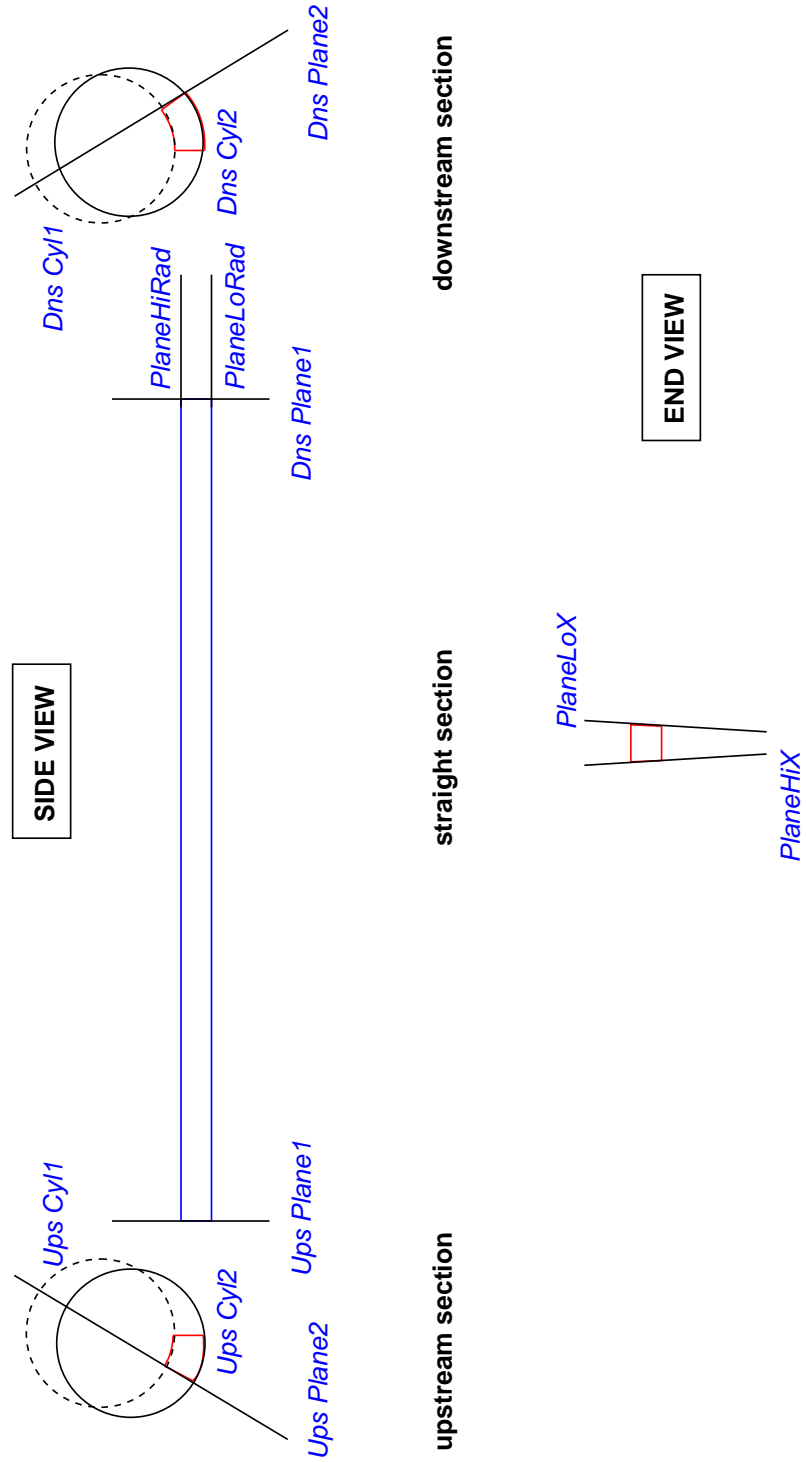 SIDE VIEW
Ups Cyl1
Dns Cyl1
PlaneHiRad
Ups Cyl2
PlaneLoRad
Dns Cyl2
Ups Plane2
Ups Plane1
Dns Plane1
Dns Plane2
upstream section
straight section
downstream section
PlaneLoX
END VIEW
PlaneHiX